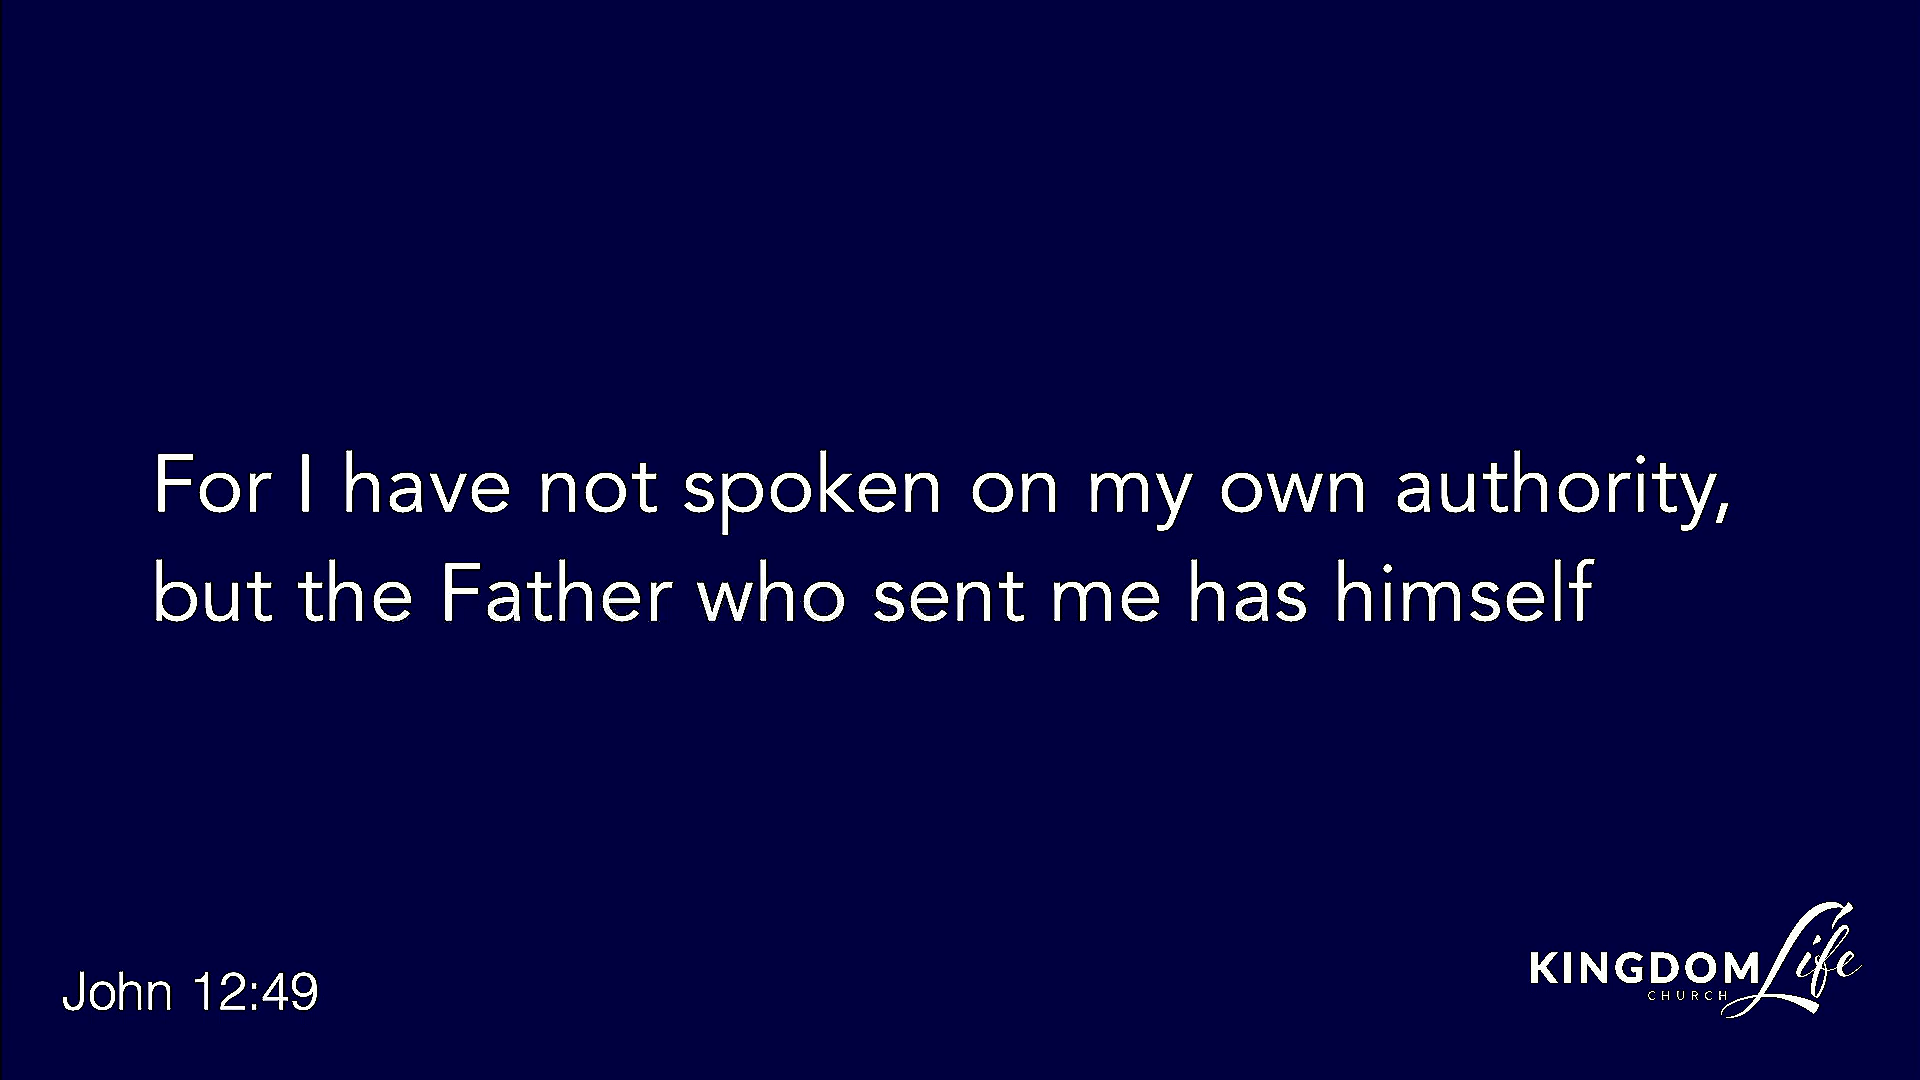 For I have not spoken on my own authority,
but the Father who sent me has himself
John 12:49
KINGDOM Life
CHURCH